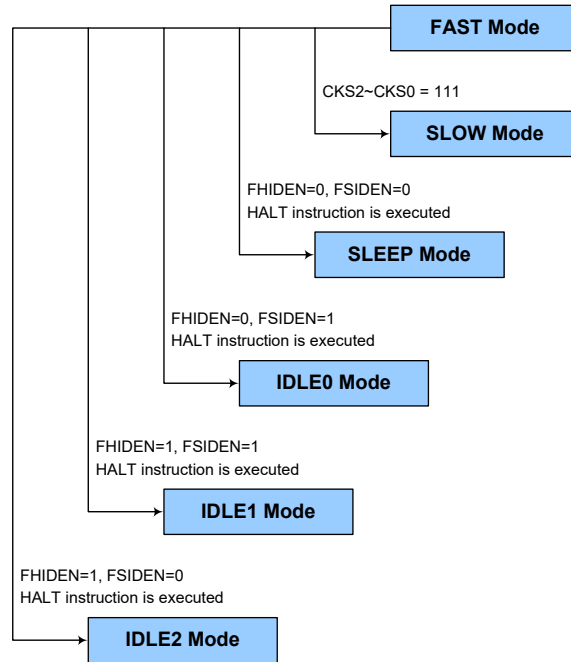 FAST Mode
CKS2~CKS0 = 111
SLOW Mode
FHIDEN=0, FSIDEN=0
HALT instruction is executed
SLEEP Mode
FHIDEN=0, FSIDEN=1
HALT instruction is executed
IDLE0 Mode
FHIDEN=1, FSIDEN=1
HALT instruction is executed
IDLE1 Mode
FHIDEN=1, FSIDEN=0
HALT instruction is executed
IDLE2 Mode